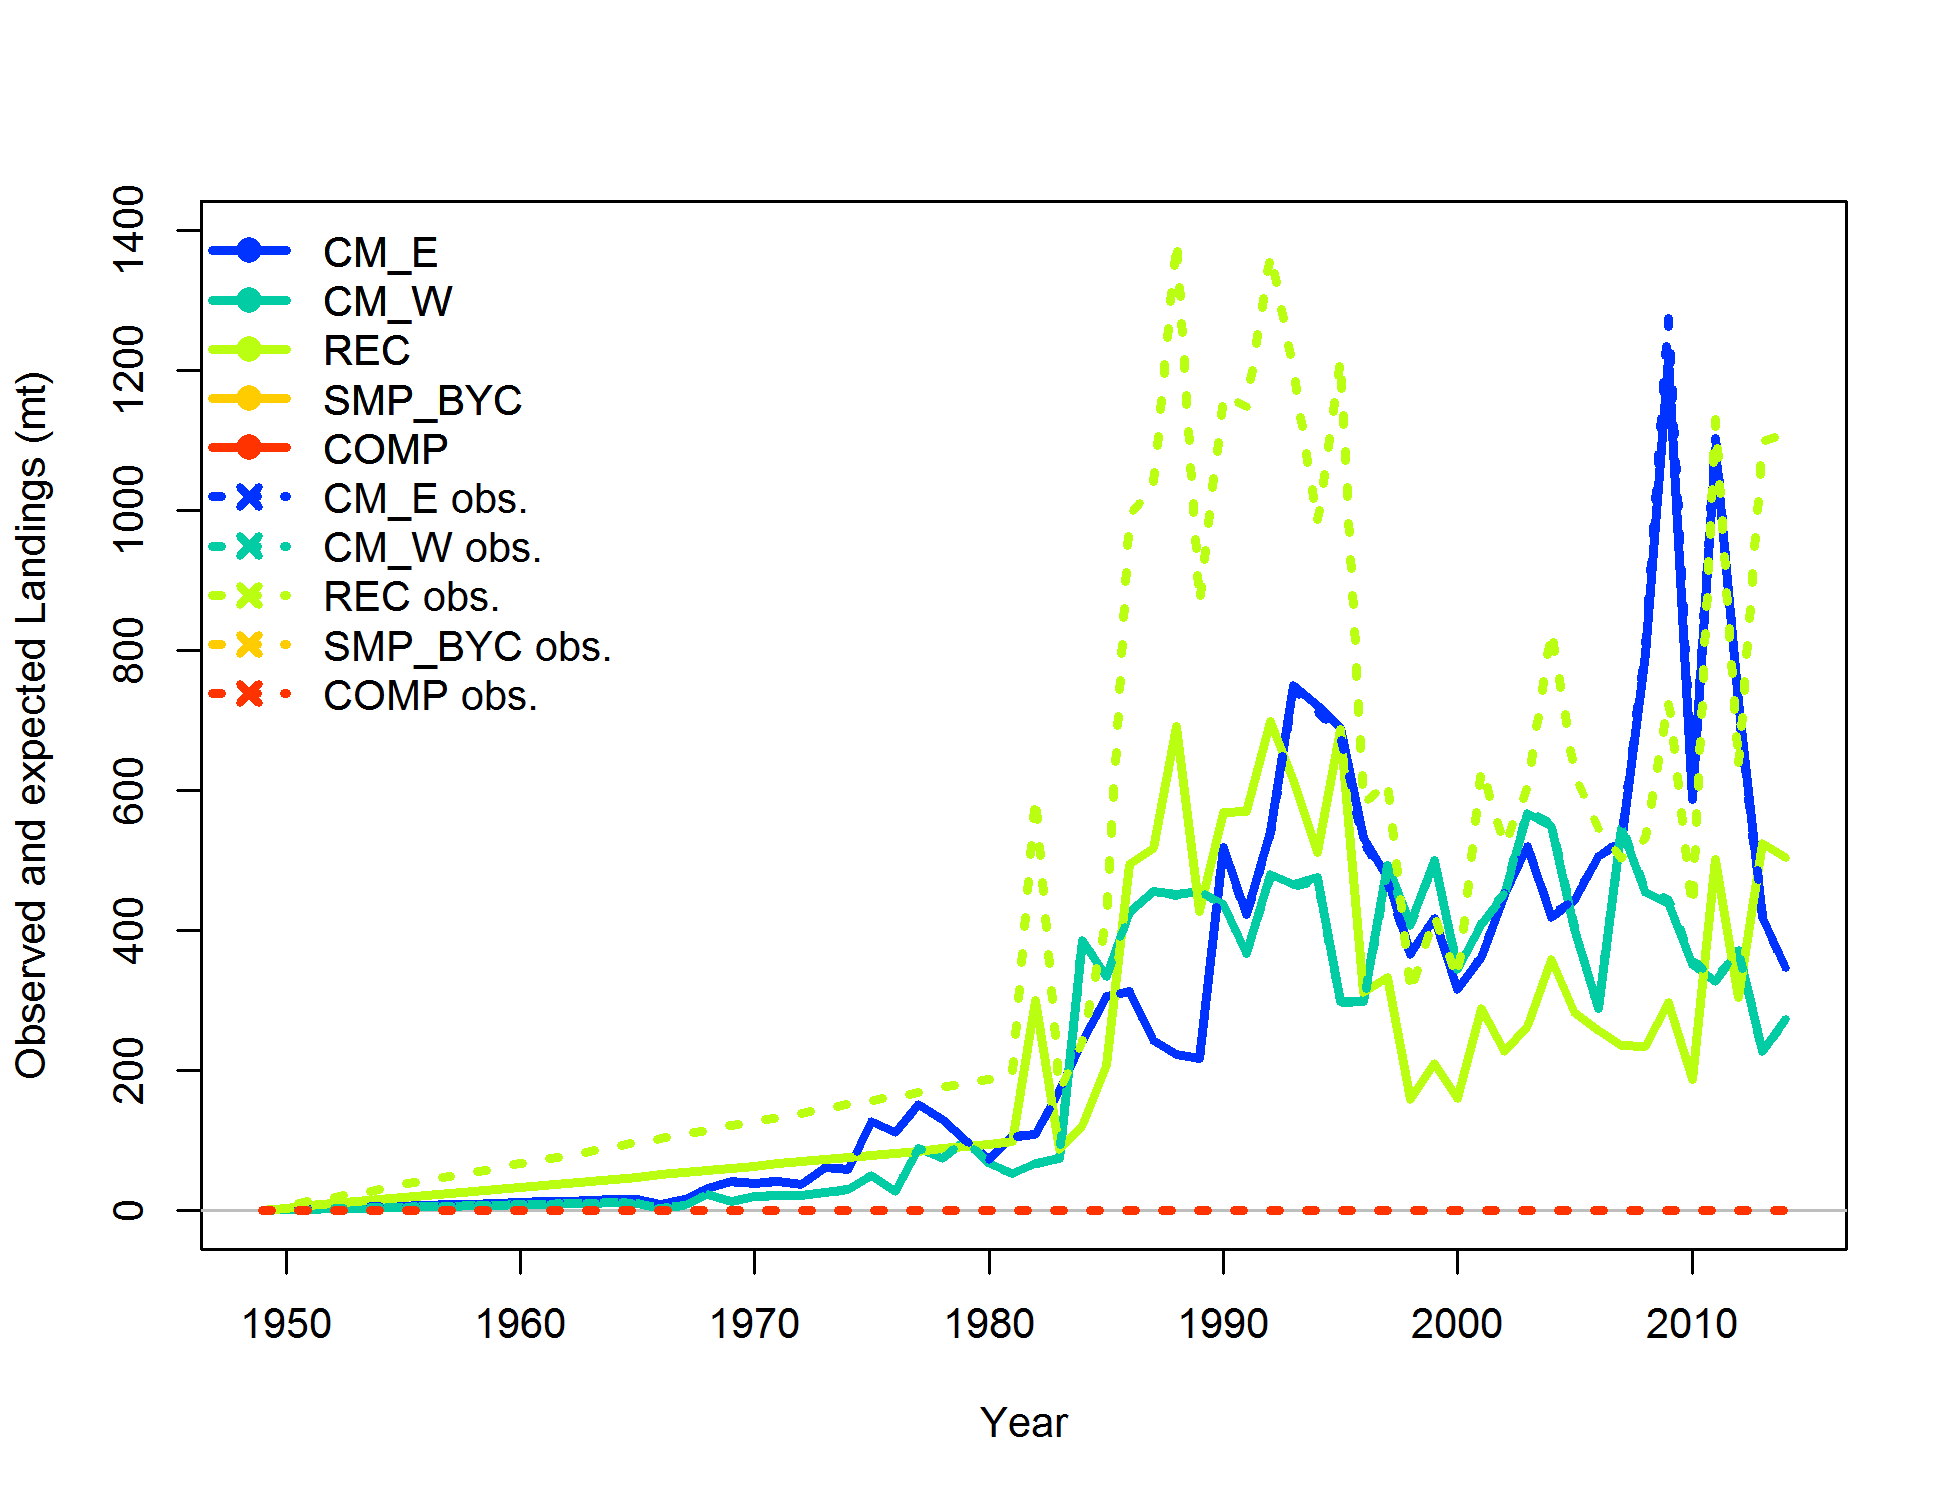 1400
1200
1000
800
600
400
200
0
Observed and expected Landings (mt)
CM_E
CM_W
REC
SMP_BYC
COMP
CM_E obs.
CM_W obs.
REC obs.
SMP_BYC obs.
COMP obs.
1950 1960 1970 1980 1990 2000 2010
Year